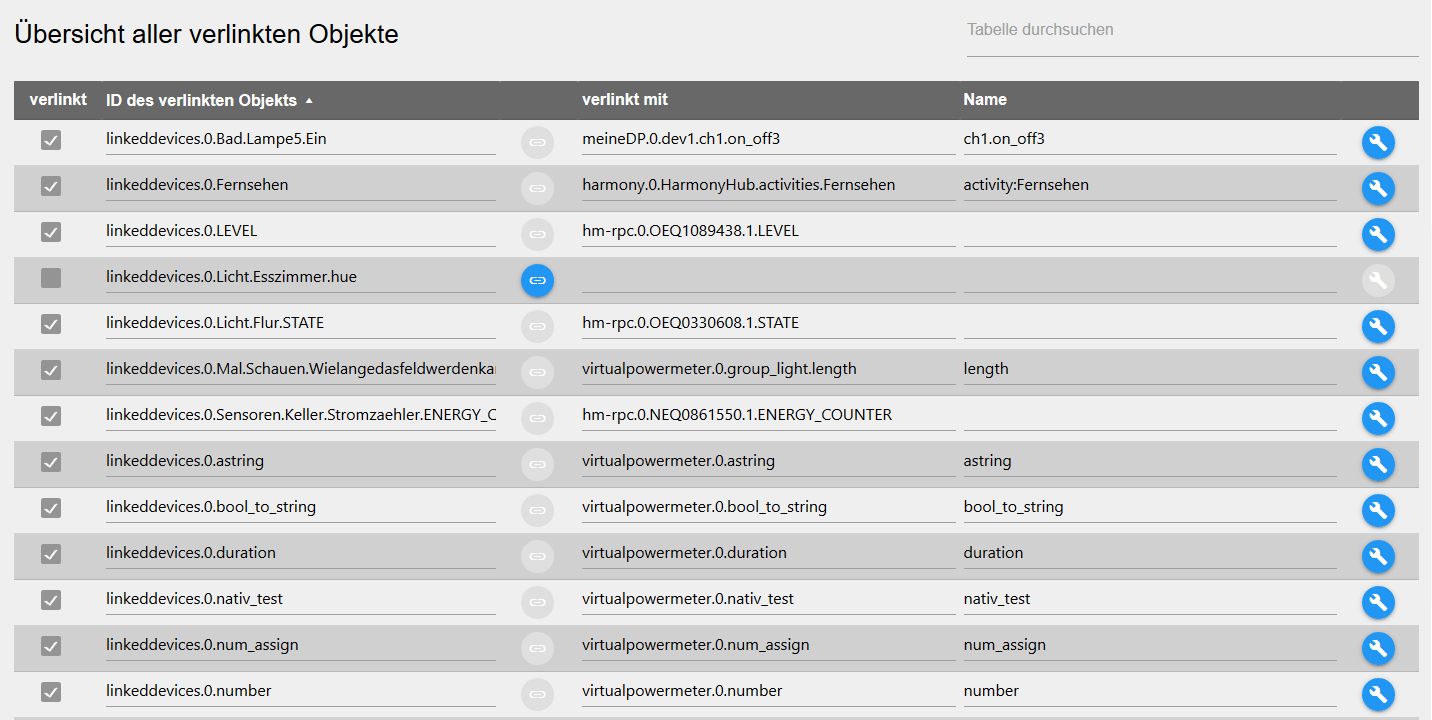 Übersicht aller verlinkten Objekte
Tabelle durchsuchen
verlinkt ID des verlinkten Objekts verlinkt mit Name
linkeddevices.0.Bad.Lampe5.Ein meineDP.0.dev1.ch1.on_off3 ch1.on_off3
linkeddevices.0.Fernsehen harmony.0.HarmonyHub.activities.Fernsehen activity:Fernsehen
linkeddevices.0.LEVEL hm-rpc.0.OEQ1089438.1.LEVEL
linkeddevices.0.Licht.Esszimmer.hue
linkeddevices.0.Licht.Flur.STATE hm-rpc.0.OEQ0330608.1.STATE
linkeddevices.0.Mal.Schauen.Wielangedasfeldwerdenka virtualpowermeter.0.group_light.length length
linkeddevices.0.Sensoren.Keller.Stromzaehler.ENERGY_C hm-rpc.0.NEQ0861550.1.ENERGY_COUNTER
linkeddevices.0.astring virtualpowermeter.0.astring astring
linkeddevices.0.bool_to_string virtualpowermeter.0.bool_to_string bool_to_string
linkeddevices.0.duration virtualpowermeter.0.duration duration
linkeddevices.0.nativ_test virtualpowermeter.0.nativ_test nativ_test
linkeddevices.0.num_assign virtualpowermeter.0.num_assign num_assign
linkeddevices.0.number virtualpowermeter.0.number number